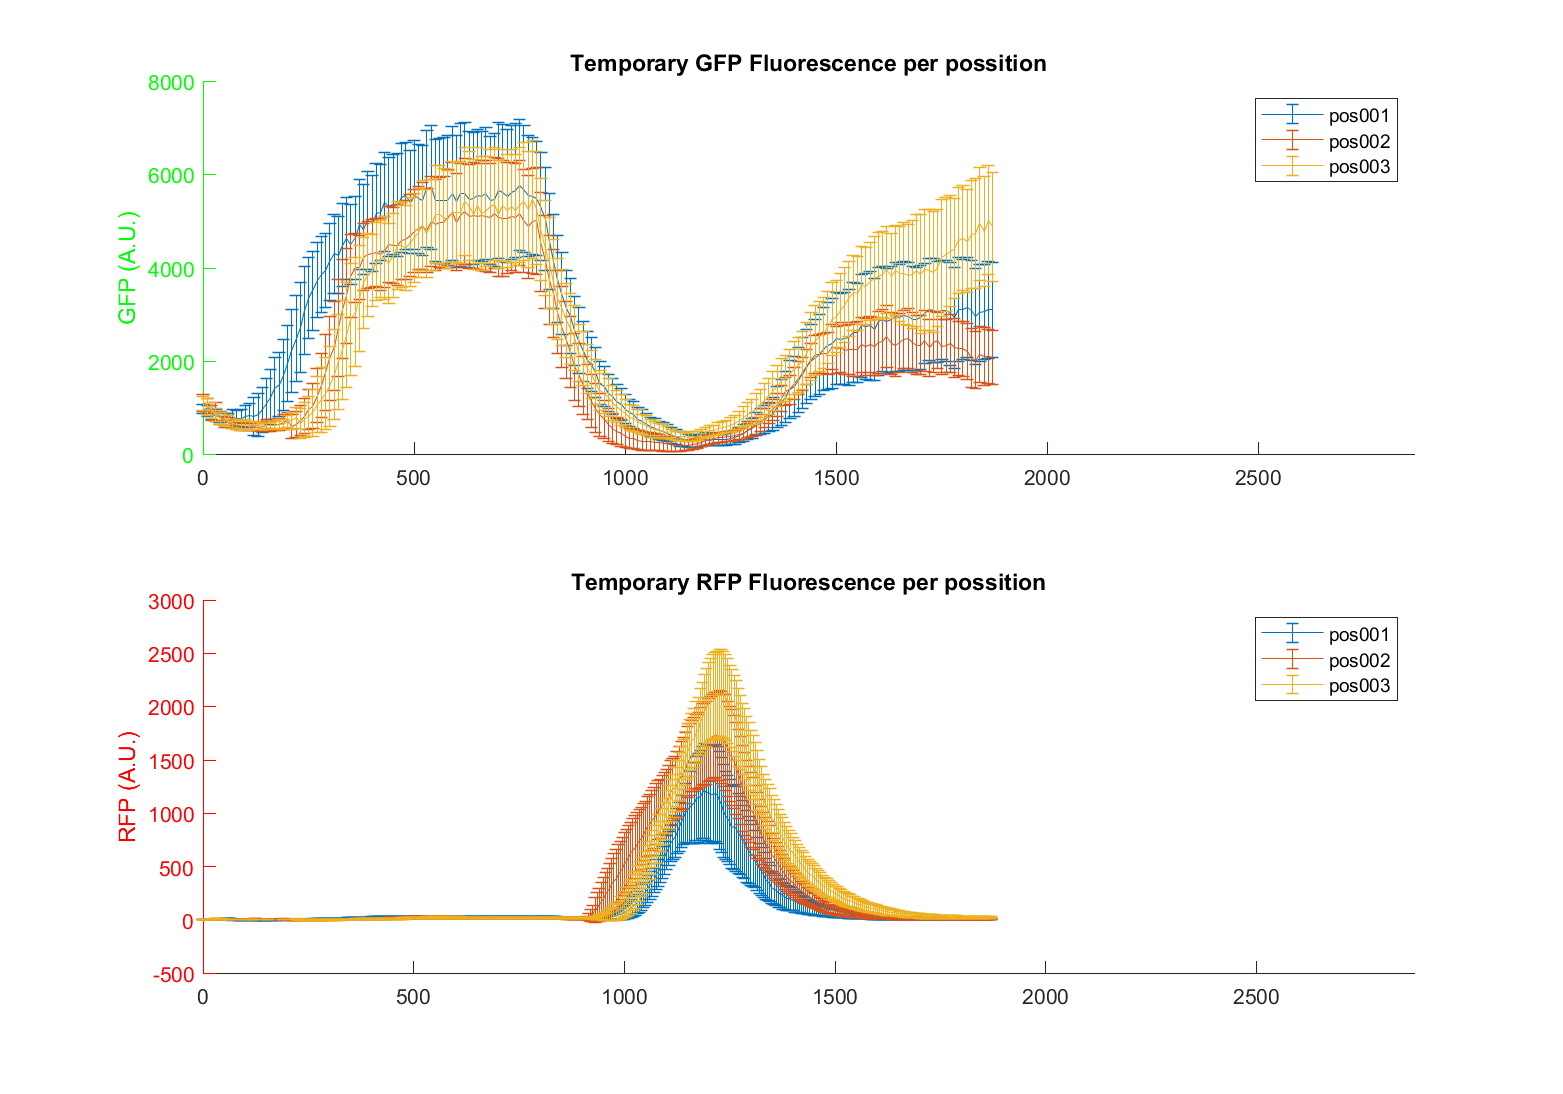 Temporary GFP Fluorescence per possition
8000
6000
4000
2000
0
GFP (A.U.)
0 500 1000 1500 2000 2500
pos001
pos002
pos003
Temporary RFP Fluorescence per possition
3000
2500
2000
1500
1000
500
0
-500
RFP (A.U.)
0 500 1000 1500 2000 2500
pos001
pos002
pos003